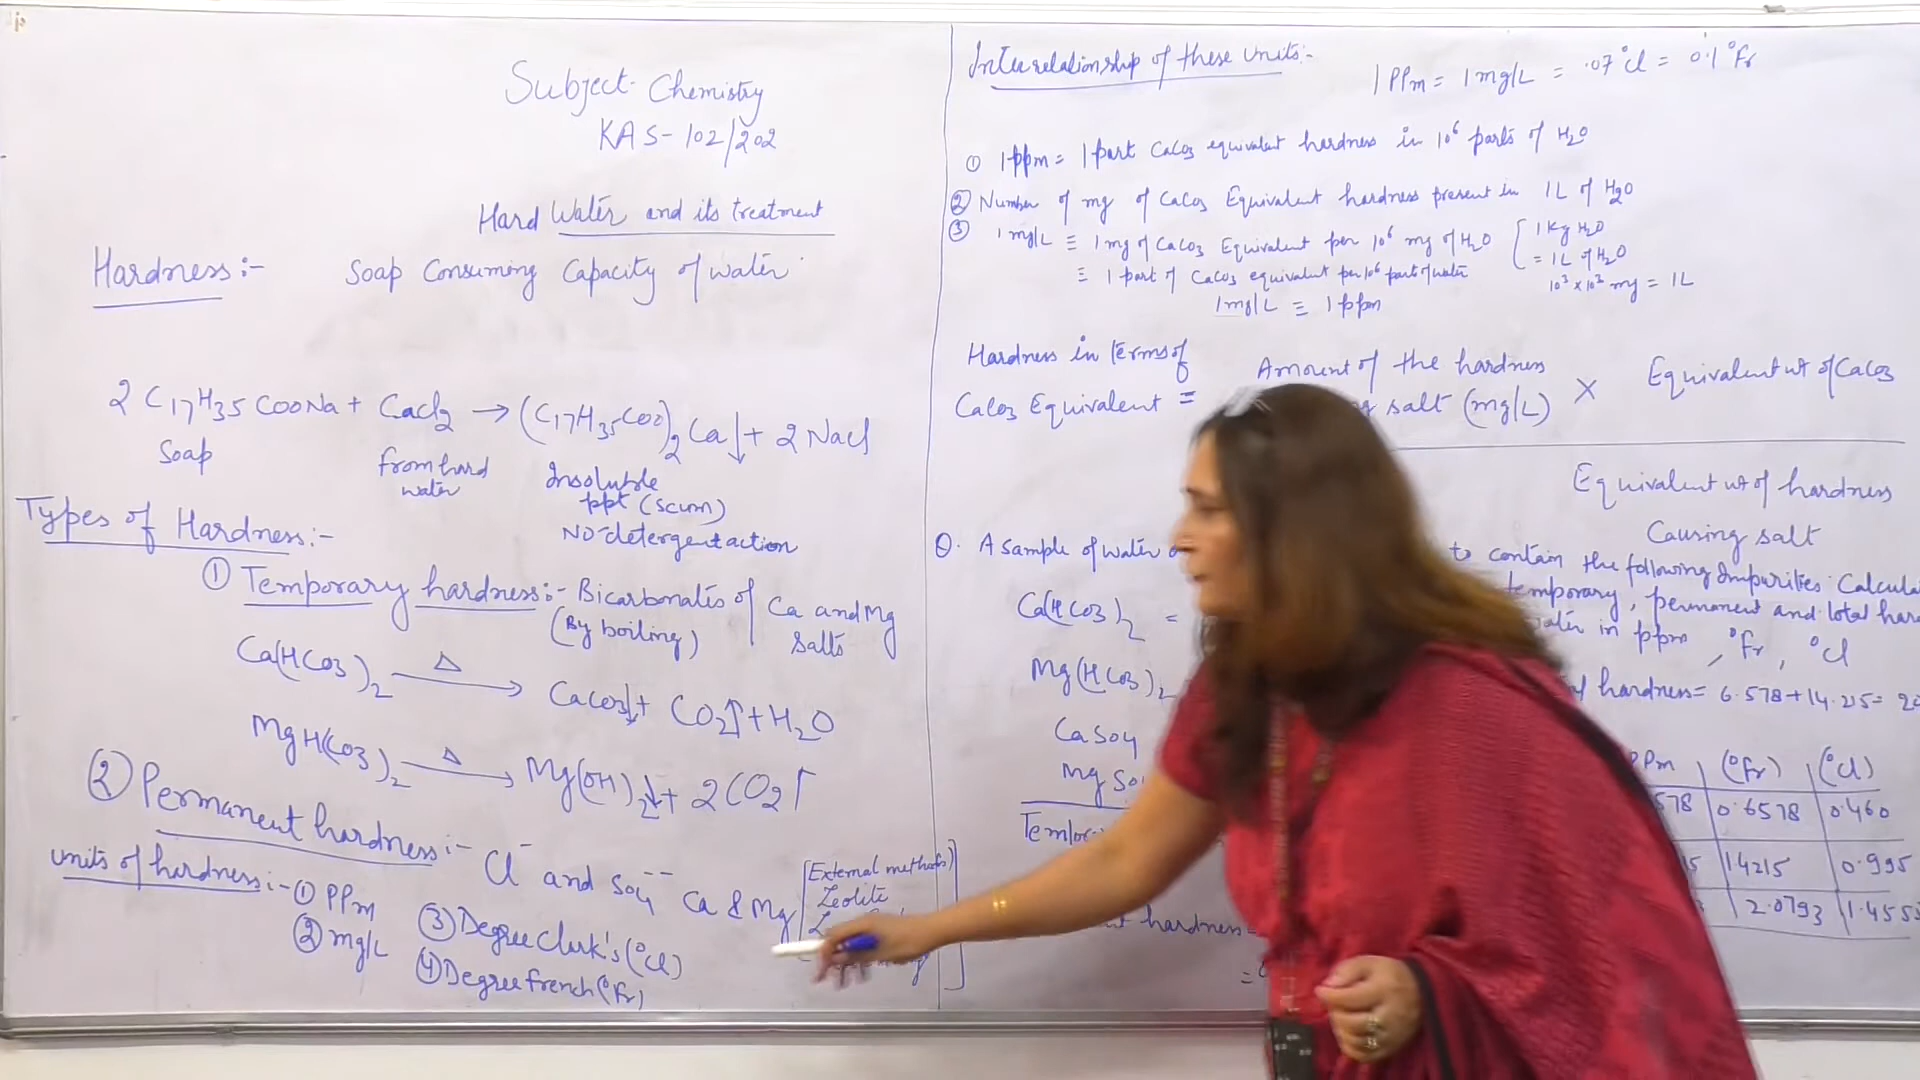 Subject- Chemistry
KAS-102/202
Hard Water and its treatment
Hardness:- Soap Consuming Capacity of water
2 C17H35 COONa + CaCl2 → (C17H35COO)2 Ca↓ + 2 NaCl
Soap
from hard
water
Insoluble
ppt (scum)
No-detergent action
Types of Hardness:-
① Temporary hardness:- Bicarbonates of Ca and Mg
(By boiling) salts
Ca(HCO3)2 —Δ→ CaCO3↓ + CO2↑ + H2O
MgH(CO3)2 —Δ→ Mg(OH)2↓ + 2CO2↑
② Permanent hardness:- Cl⁻ and SO4⁻⁻ Ca & Mg
[External methods]
Zeolite
units of hardness:- ① PPm
② mg/L
③ Degree Clark's (°Cl)
④ Degree french (°Fr)
Interrelationship of these units:-
1 PPm = 1 mg/L = .07°Cl = 0.1°Fr
① 1ppm = 1 part CaCO3 equivalent hardness in 10⁶ parts of H2O
② Number of mg of CaCO3 Equivalent hardness present in 1L of H2O
③ 1 mg/L ≡ 1 mg of CaCO3 Equivalent per 10⁶ mg of H2O
≡ 1 part of CaCO3 equivalent per 10⁶ part of water
1mg/L ≡ 1 ppm
[1 Kg H2O
= 1L of H2O
10³ x 10³ mg = 1L
Hardness in terms of
CaCO3 Equivalent =
Amount of the hardness
salt (mg/L) X Equivalent wt of CaCO3
Equivalent wt of hardness
Causing salt
Q. A sample of water to contain the following Impurities. Calcula
temporary, permanent and total har
in ppm, °Fr, °Cl
Ca(HCO3)2 =
Mg(HCO3)2
CaSO4
Mg
hardness = 6.578+14.215= 20
PPm (°Fr) (°Cl)
578 0.6578 0.460
14215 0.995
2.0793 1.455
hardness=
=